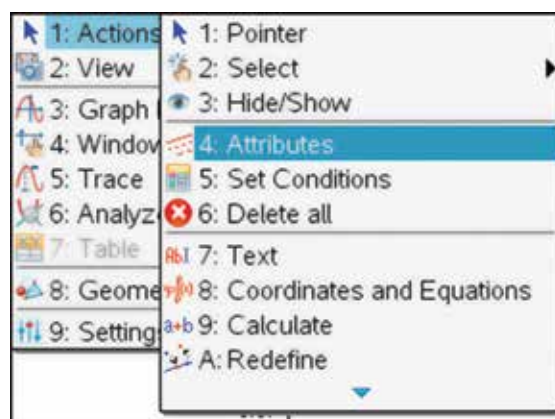 1: Actions
2: View
3: Graph
4: Window
5: Trace
6: Analyz
7: Table
8: Geome
9: Setting
1: Pointer
2: Select
3: Hide/Show
4: Attributes
5: Set Conditions
6: Delete all
7: Text
8: Coordinates and Equations
9: Calculate
A: Redefine